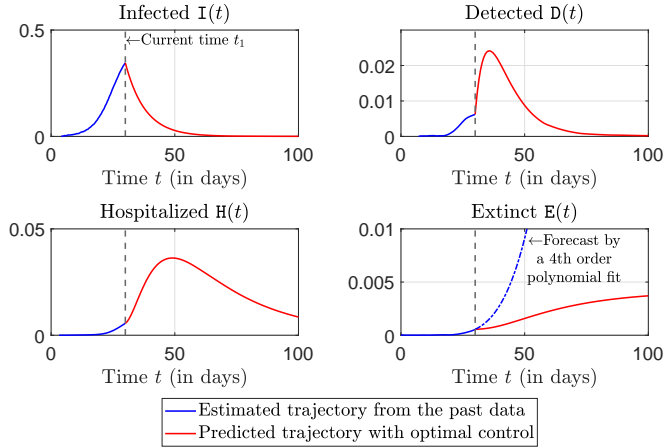 Infected I(t)
0.5
0
←Current time t₁
0
50
100
Time t (in days)
Detected D(t)
0.02
0.01
0
0
50
100
Time t (in days)
Hospitalized H(t)
0.05
0
0
50
100
Time t (in days)
Extinct E(t)
0.01
0.005
0
←Forecast by
a 4th order
polynomial fit
0
50
100
Time t (in days)
Estimated trajectory from the past data
Predicted trajectory with optimal control